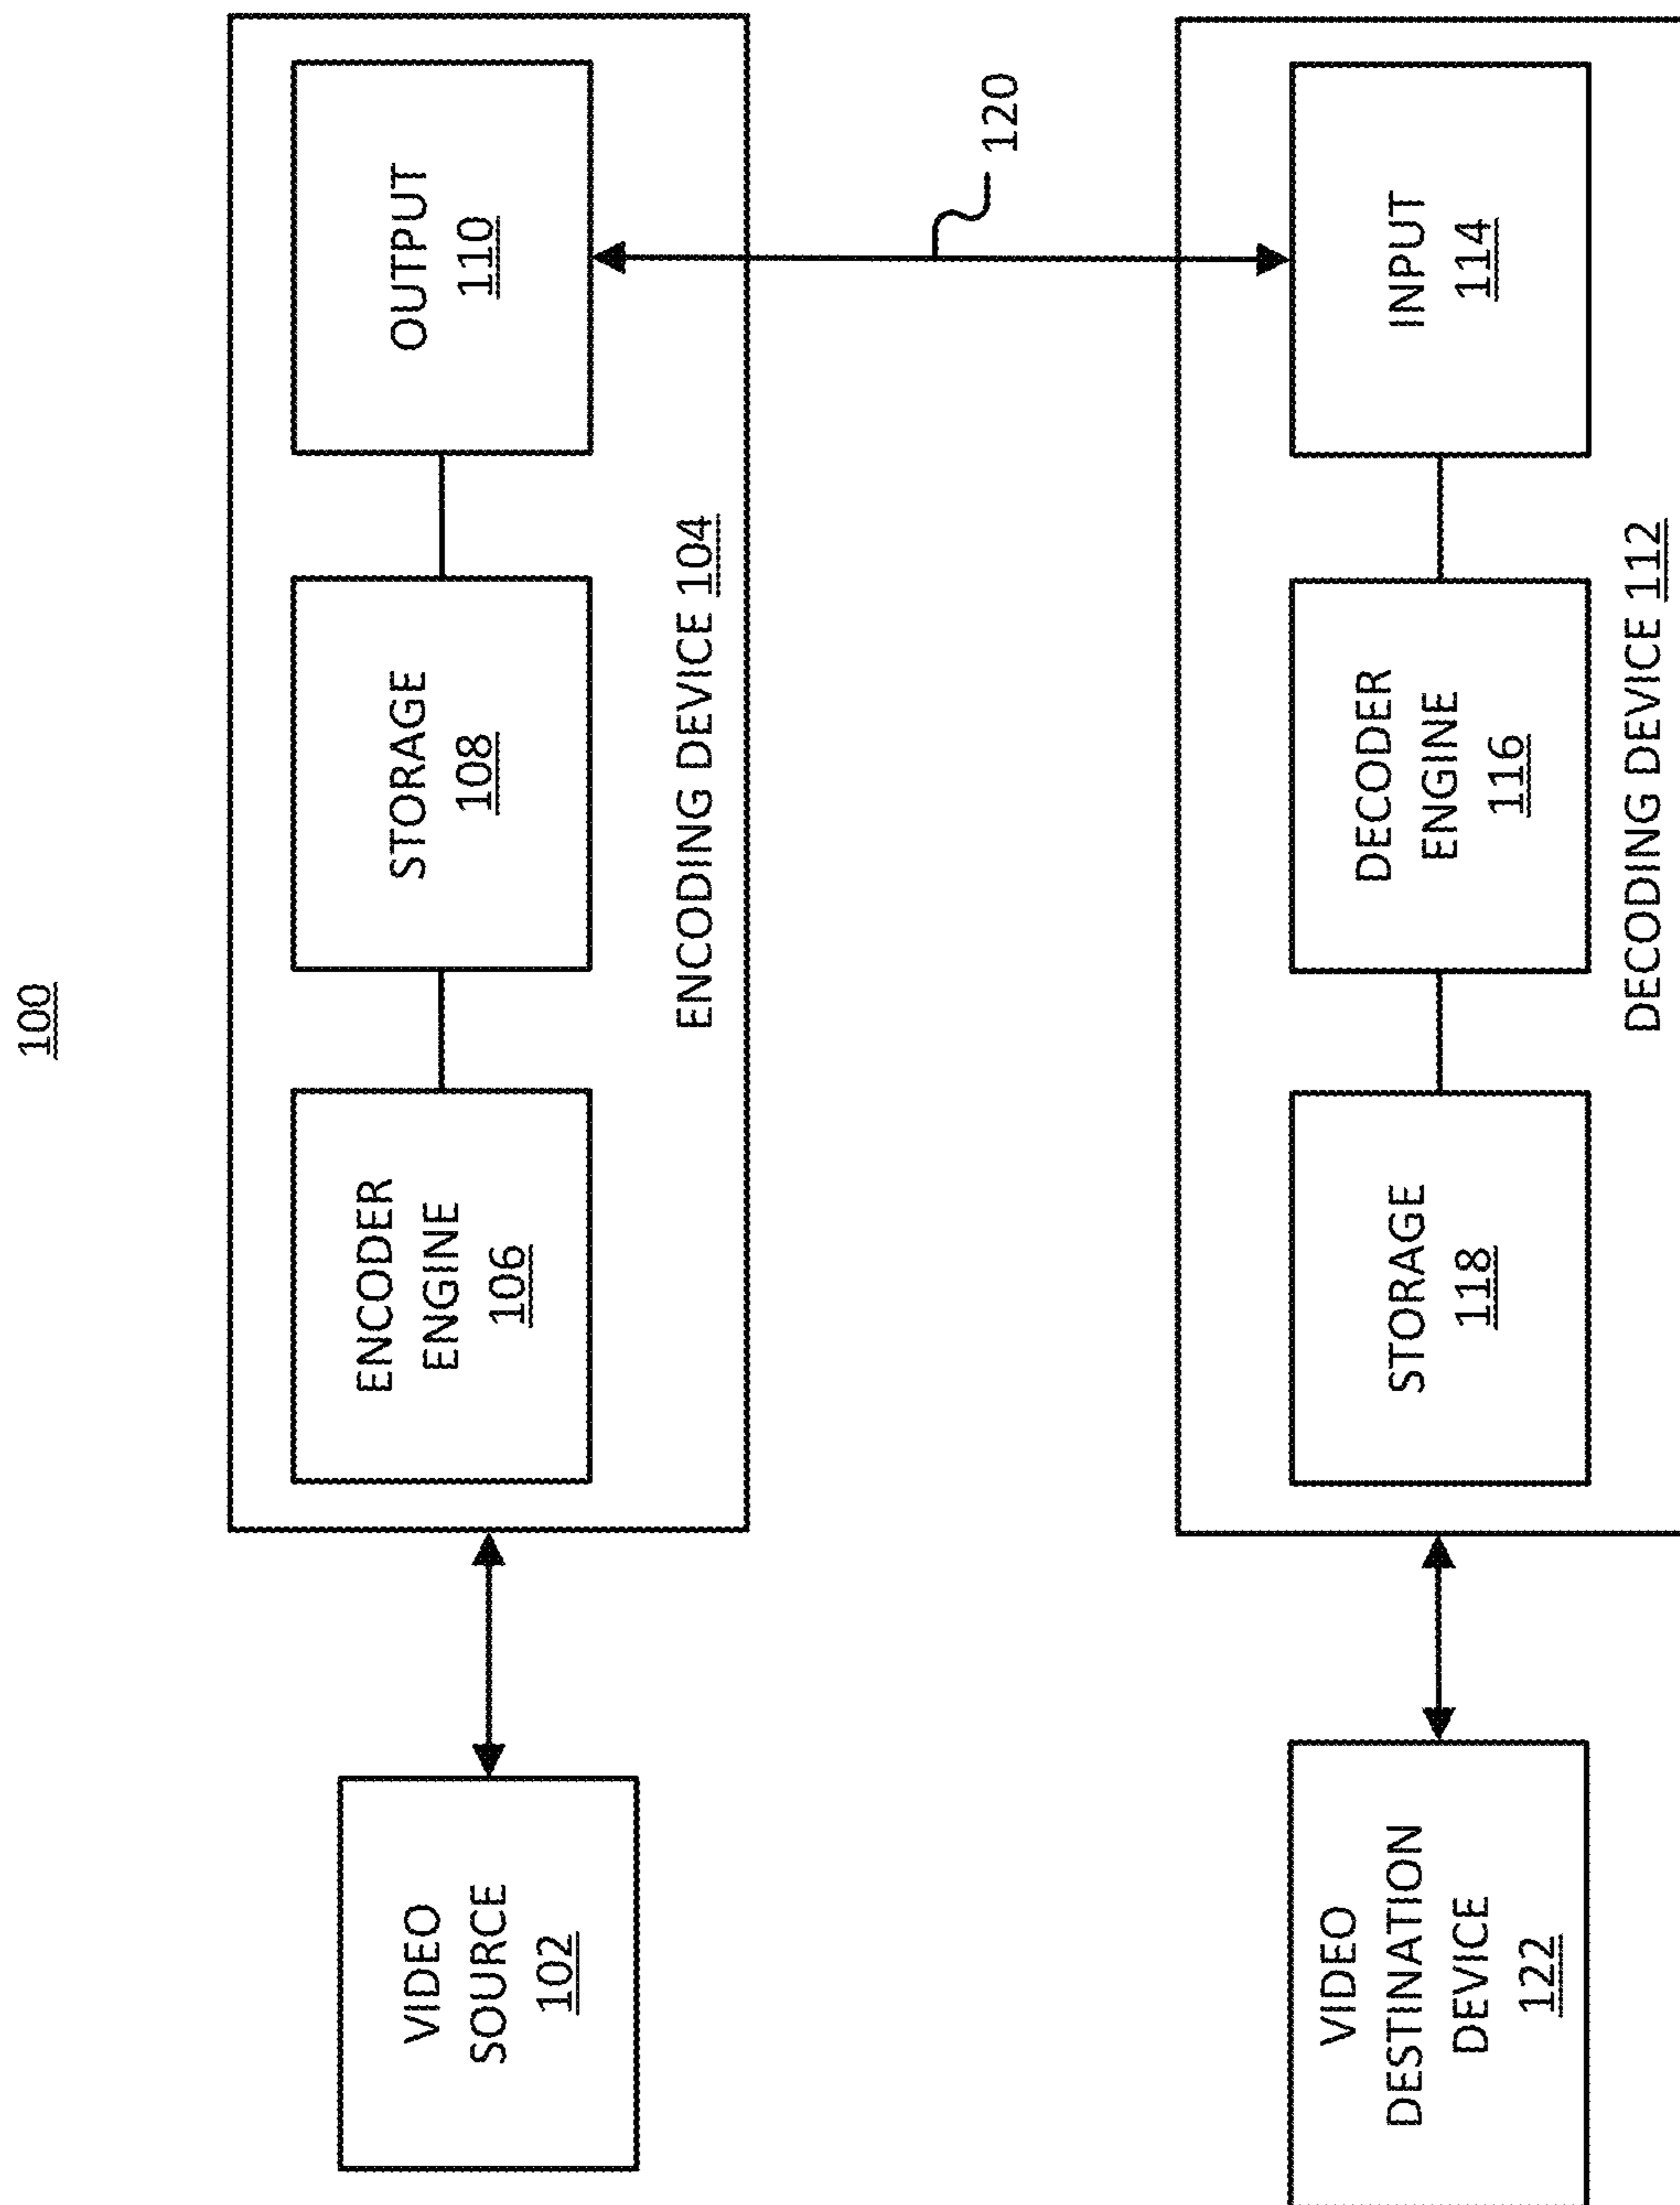 100
VIDEO
SOURCE
102
ENCODER
ENGINE
106
STORAGE
108
OUTPUT
110
ENCODING DEVICE 104
120
VIDEO
DESTINATION
DEVICE
122
STORAGE
118
DECODER
ENGINE
116
INPUT
114
DECODING DEVICE 112